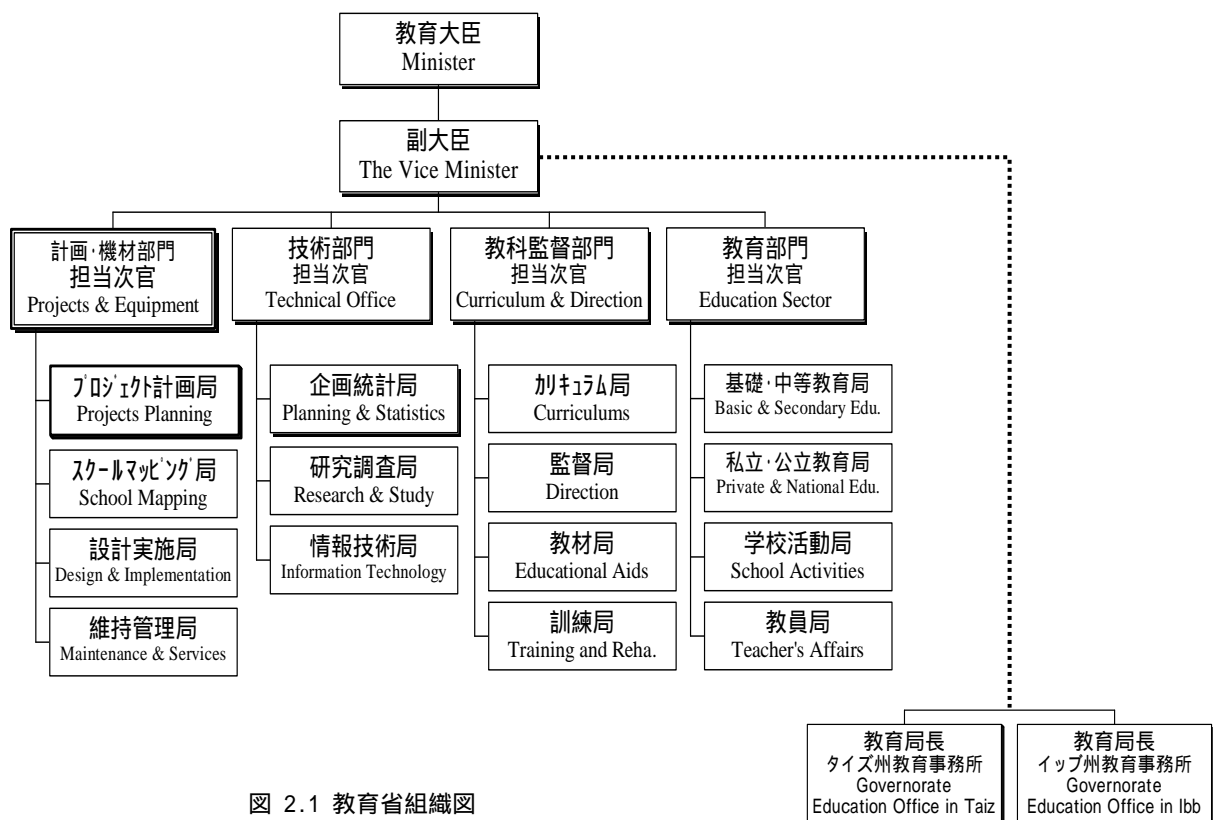 教育大臣
Minister
副大臣
The Vice Minister
計画･機材部門
担当次官
Projects & Equipment
技術部門
担当次官
Technical Office
教科監督部門
担当次官
Curriculum & Direction
教育部門
担当次官
Education Sector
ﾌﾟﾛｼﾞｪｸﾄ計画局
Projects Planning
ｽｸｰﾙﾏｯﾋﾟﾝｸﾞ局
School Mapping
設計実施局
Design & Implementation
維持管理局
Maintenance & Services
企画統計局
Planning & Statistics
研究調査局
Research & Study
情報技術局
Information Technology
ｶﾘｷｭﾗﾑ局
Curriculums
監督局
Direction
教材局
Educational Aids
訓練局
Training and Reha.
基礎･中等教育局
Basic & Secondary Edu.
私立･公立教育局
Private & National Edu.
学校活動局
School Activities
教員局
Teacher's Affairs
教育局長
タイズ州教育事務所
Governorate
Education Office in Taiz
教育局長
イッブ州教育事務所
Governorate
Education Office in Ibb
図 2.1 教育省組織図